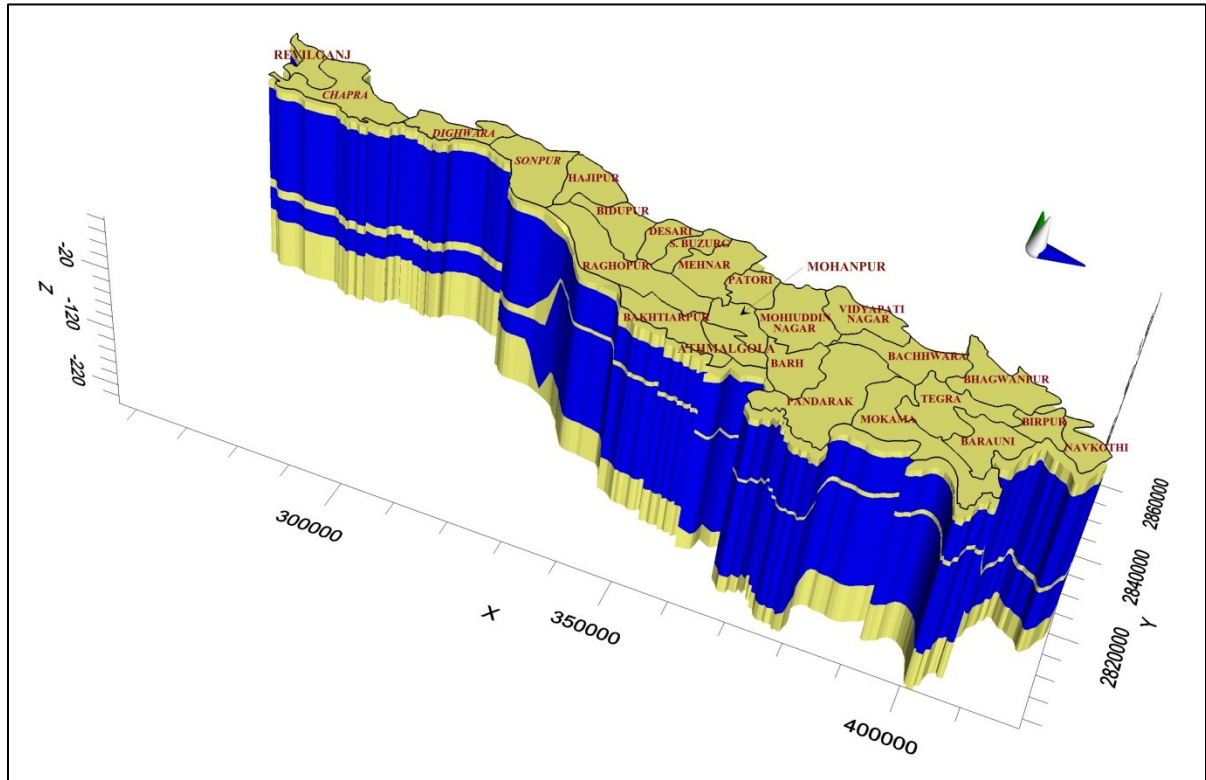 REVILGANJ
CHAPRA
DIGHWARA
SONPUR
HAJIPUR
BIDUPUR
DESARI
S. BUZURG
RAGHOPUR
MEHNAR
MOHANPUR
PATORI
BAKHTIARPUR
MOHIUDDIN
NAGAR
VIDYAPATI
NAGAR
ATHMALGOLA
BARH
BACHHWARA
BHAGWANPUR
PANDARAK
TEGRA
MOKAMA
BIRPUR
BARAUNI
NAVKOTHI
-20
Z
-120
-220
300000
X
350000
400000
2860000
2840000
Y
2820000